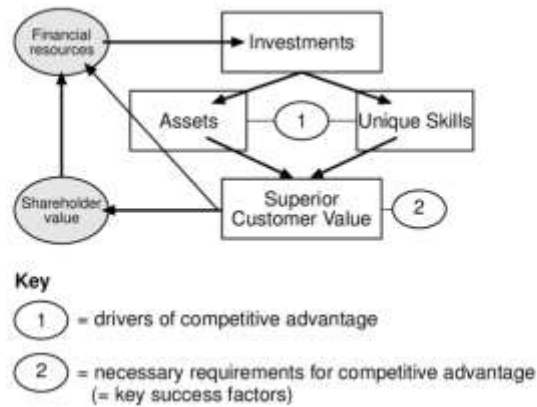 Financial
resources
Investments
Assets
1
Unique Skills
Shareholder
value
Superior
Customer Value
2
Key
1 = drivers of competitive advantage
2 = necessary requirements for competitive advantage
(= key success factors)